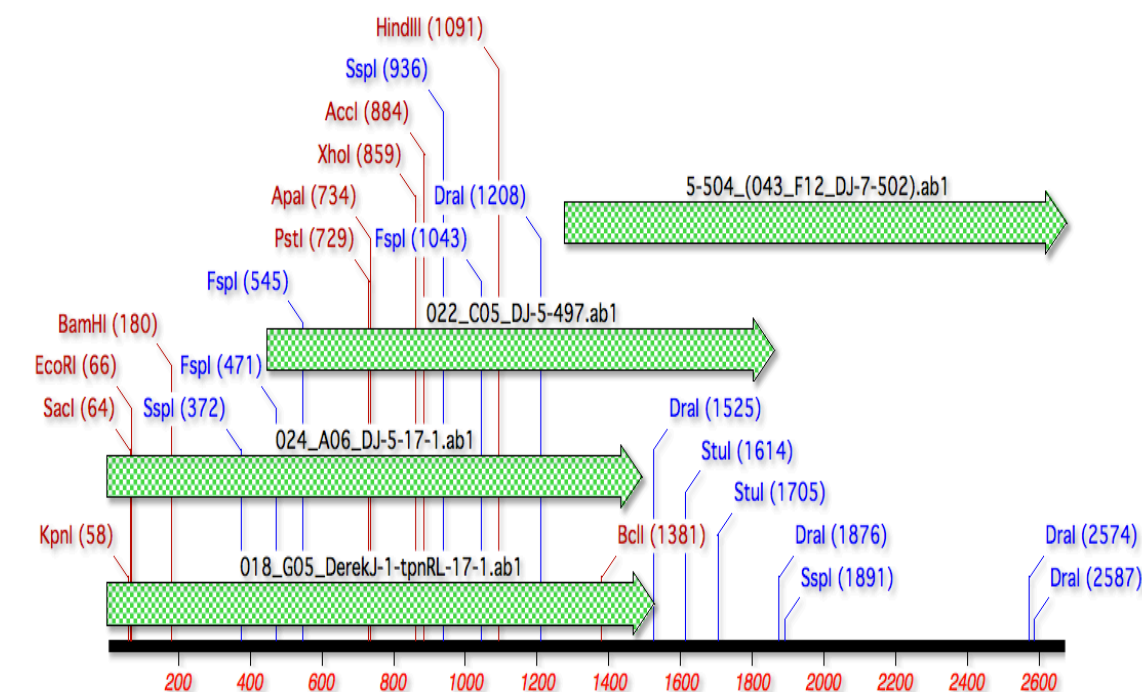 HindIII (1091)
SspI (936)
AccI (884)
XhoI (859)
5-504_(043_F12_DJ-7-502).ab1
ApaI (734) DraI (1208)
PstI (729) FspI (1043)
FspI (545)
022_C05_DJ-5-497.ab1
BamHI (180)
EcoRI (66) FspI (471)
SacI (64) SspI (372) DraI (1525)
024_A06_DJ-5-17-1.ab1
StuI (1614)
StuI (1705)
KpnI (58) BclI (1381) DraI (1876) DraI (2574)
018_G05_DerekJ-1-tpnRL-17-1.ab1
SspI (1891) DraI (2587)
200 400 600 800 1000 1200 1400 1600 1800 2000 2200 2400 2600